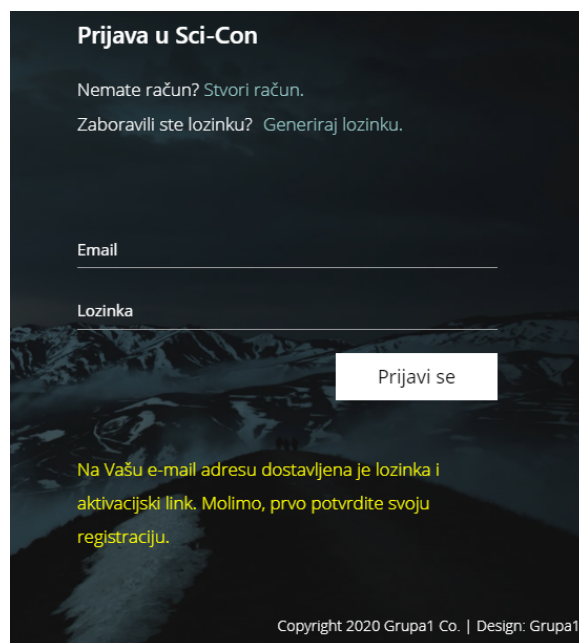 Prijava u Sci-Con
Nemate račun? Stvori račun.
Zaboravili ste lozinku? Generiraj lozinku.
Email
Lozinka
Prijavi se
Na Vašu e-mail adresu dostavljena je lozinka i
aktivacijski link. Molimo, prvo potvrdite svoju
registraciju.
Copyright 2020 Grupa1 Co. | Design: Grupa1